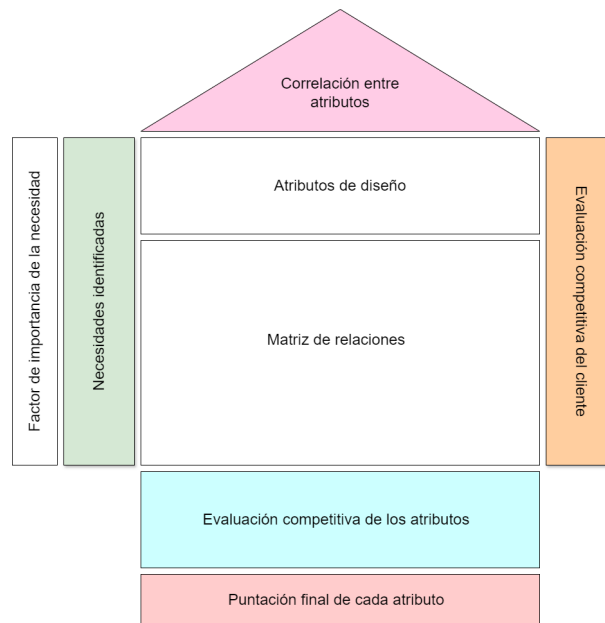 Correlación entre
atributos
Factor de importancia de la necesidad
Necesidades identificadas
Atributos de diseño
Matriz de relaciones
Evaluación competitiva del cliente
Evaluación competitiva de los atributos
Puntación final de cada atributo